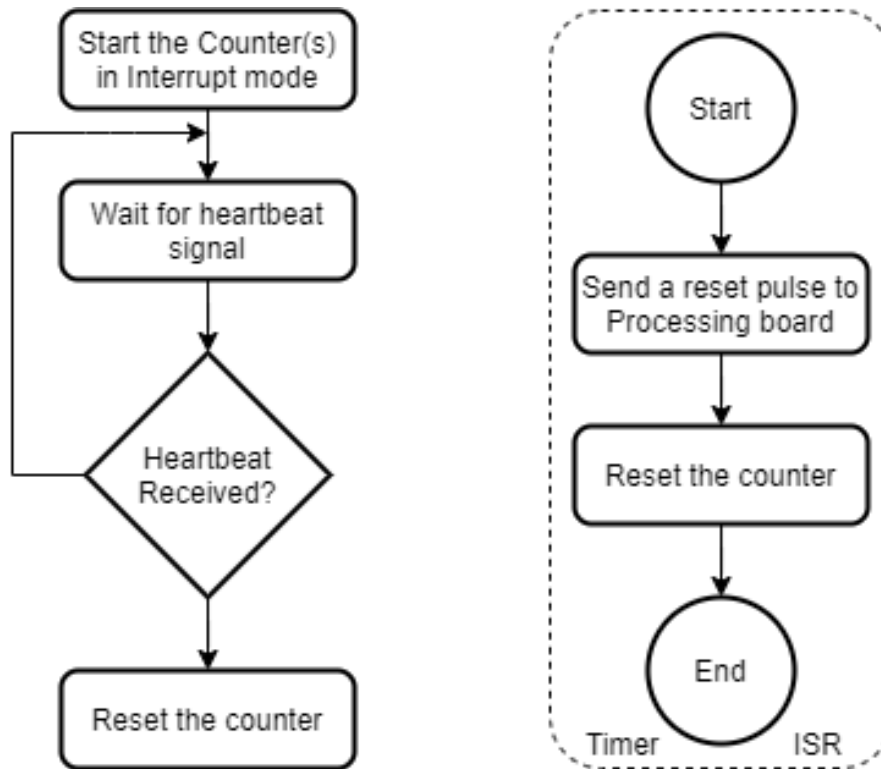 Start the Counter(s)
in Interrupt mode
Wait for heartbeat
signal
Heartbeat
Received?
Reset the counter
Start
Send a reset pulse to
Processing board
Reset the counter
End
Timer
ISR